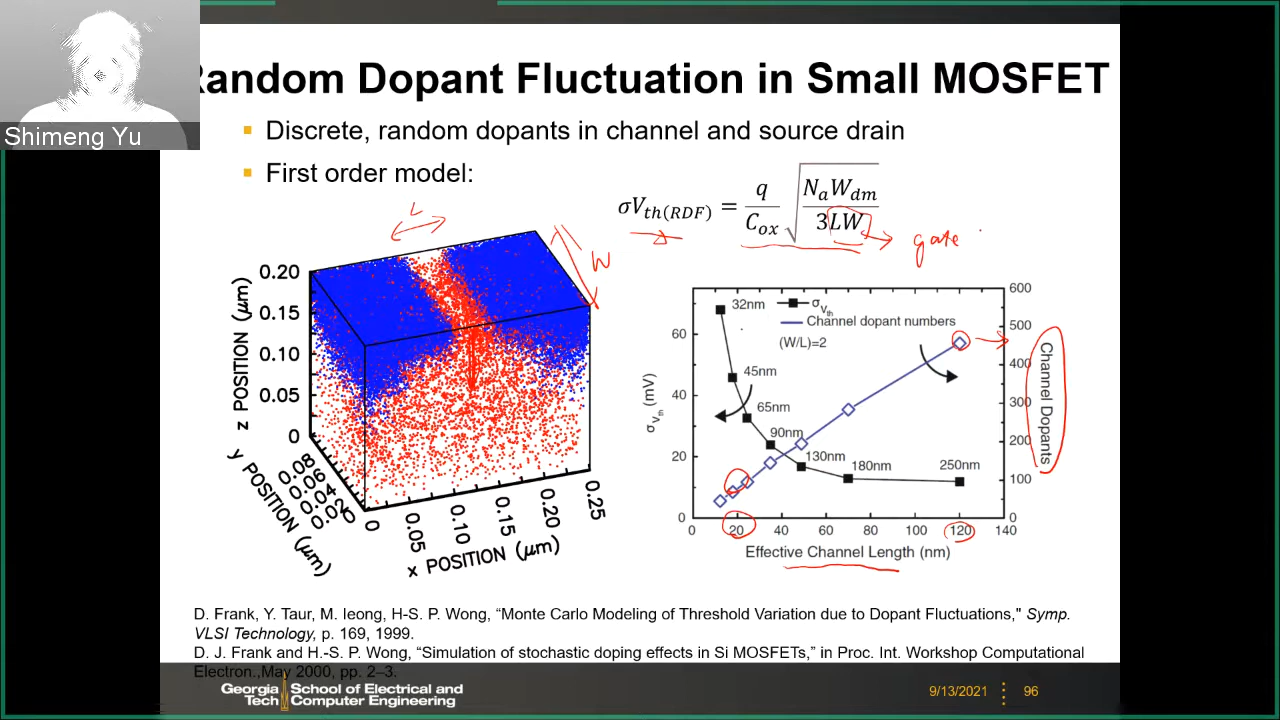 Shimeng Yu
Random Dopant Fluctuation in Small MOSFET
Discrete, random dopants in channel and source drain
First order model:
σV_th(RDF) = q/C_ox √(N_a W_dm / 3LW)
gate
L
W
0.20
0.15
0.10
0.05
0
z POSITION (μm)
0.08
0.06
0.04
0.02
0
y POSITION (μm)
0
0.05
0.10
0.15
0.20
0.25
x POSITION (μm)
σ_Vth
Channel dopant numbers
(W/L)=2
32nm
45nm
65nm
90nm
130nm
180nm
250nm
60
40
20
0
σ_Vth (mV)
600
500
400
300
200
100
0
Channel Dopants
0 20 40 60 80 100 120 140
Effective Channel Length (nm)
D. Frank, Y. Taur, M. Ieong, H-S. P. Wong, “Monte Carlo Modeling of Threshold Variation due to Dopant Fluctuations," Symp.
VLSI Technology, p. 169, 1999.
D. J. Frank and H.-S. P. Wong, “Simulation of stochastic doping effects in Si MOSFETs,” in Proc. Int. Workshop Computational
Electron.,May 2000, pp. 2–3.
Georgia Tech
School of Electrical and
Computer Engineering
9/13/2021
96